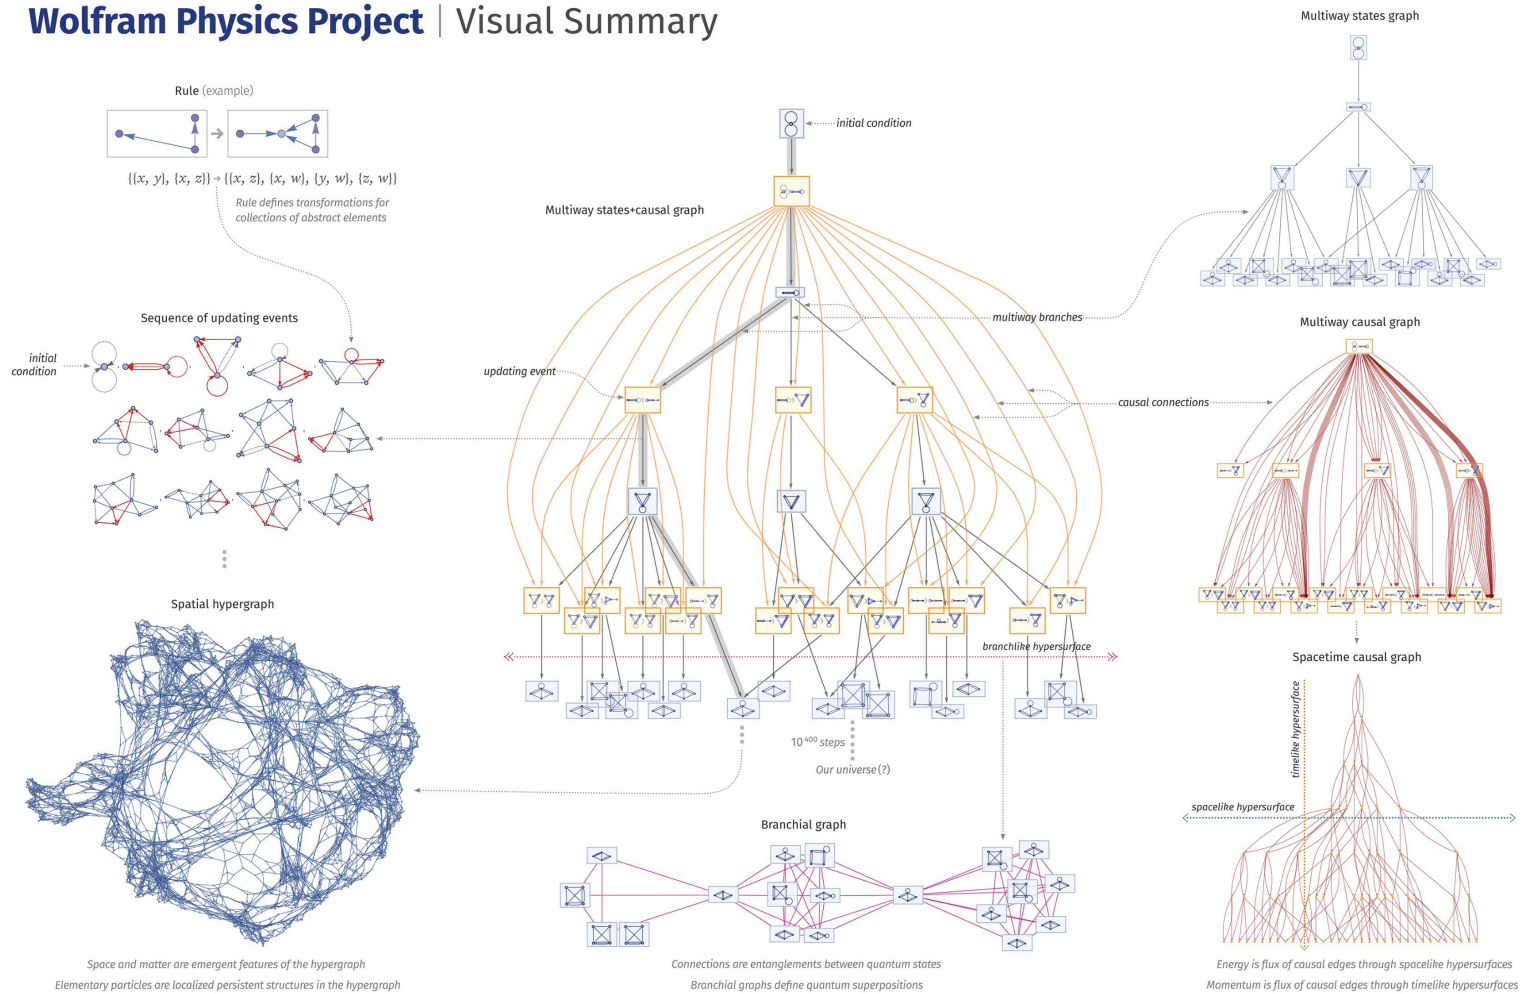 Wolfram Physics Project | Visual Summary
Rule (example)
{{x, y}, {x, z}} → {{x, z}, {x, w}, {y, w}, {z, w}}
Rule defines transformations for
collections of abstract elements
Sequence of updating events
initial
condition
Spatial hypergraph
Space and matter are emergent features of the hypergraph
Elementary particles are localized persistent structures in the hypergraph
initial condition
Multiway states+causal graph
multiway branches
updating event
causal connections
branchlike hypersurface
10^400 steps
Our universe(?)
Branchial graph
Connections are entanglements between quantum states
Branchial graphs define quantum superpositions
Multiway states graph
Multiway causal graph
Spacetime causal graph
timelike hypersurface
spacelike hypersurface
Energy is flux of causal edges through spacelike hypersurfaces
Momentum is flux of causal edges through timelike hypersurfaces